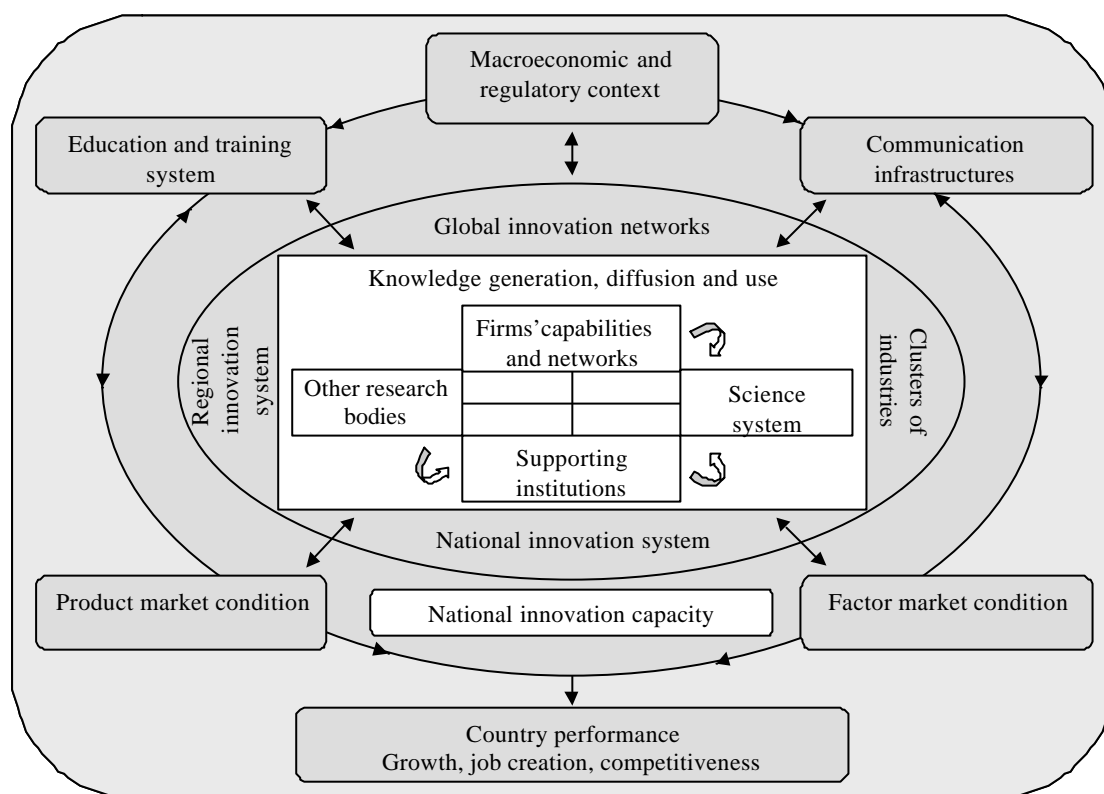 Macroeconomic and
regulatory context
Education and training
system
Communication
infrastructures
Global innovation networks
Knowledge generation, diffusion and use
Firms’capabilities
and networks
Regional
innovation
system
Other research
bodies
Science
system
Clusters of
industries
Supporting
institutions
National innovation system
Product market condition
National innovation capacity
Factor market condition
Country performance
Growth, job creation, competitiveness